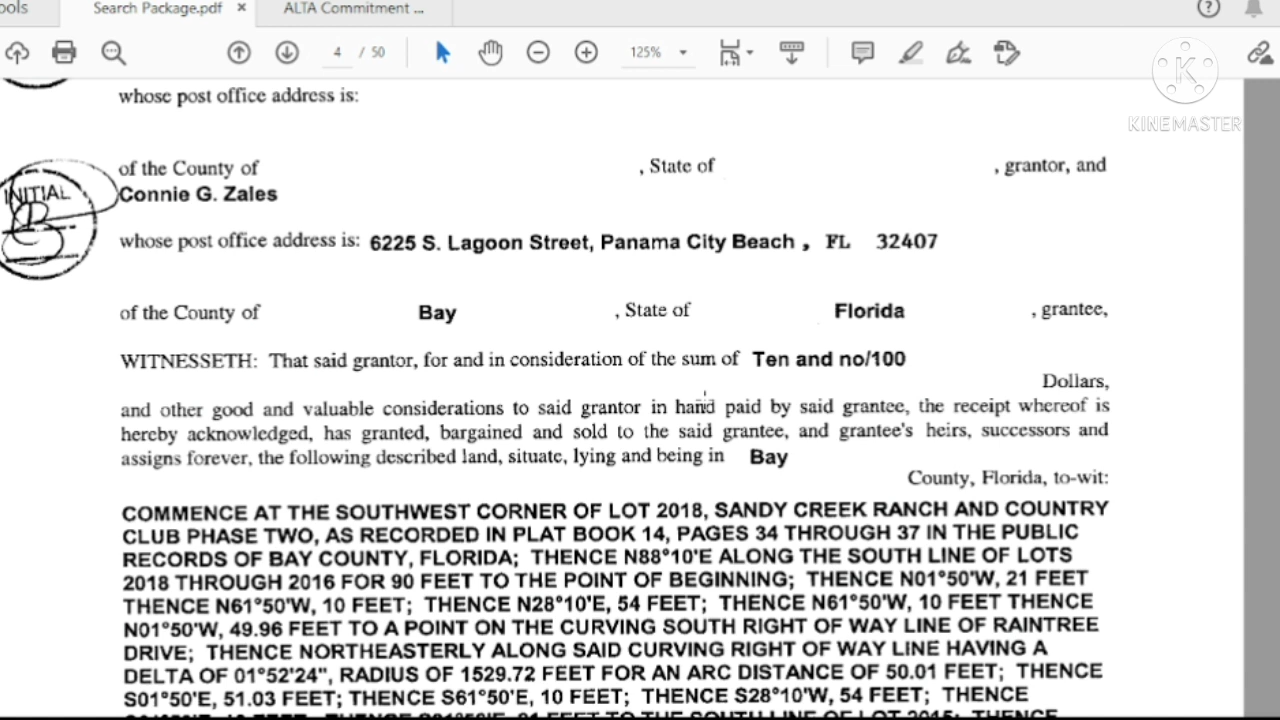 ools
Search Package.pdf ×
ALTA Commitment ...
4 / 50
125%
K
KINEMASTER
whose post office address is:
of the County of , State of , grantor, and
INITIAL
Connie G. Zales
whose post office address is: 6225 S. Lagoon Street, Panama City Beach , FL 32407
of the County of Bay , State of Florida , grantee,
WITNESSETH: That said grantor, for and in consideration of the sum of Ten and no/100
Dollars,
and other good and valuable considerations to said grantor in hand paid by said grantee, the receipt whereof is
hereby acknowledged, has granted, bargained and sold to the said grantee, and grantee's heirs, successors and
assigns forever, the following described land, situate, lying and being in Bay
County, Florida, to-wit:
COMMENCE AT THE SOUTHWEST CORNER OF LOT 2018, SANDY CREEK RANCH AND COUNTRY
CLUB PHASE TWO, AS RECORDED IN PLAT BOOK 14, PAGES 34 THROUGH 37 IN THE PUBLIC
RECORDS OF BAY COUNTY, FLORIDA; THENCE N88°10'E ALONG THE SOUTH LINE OF LOTS
2018 THROUGH 2016 FOR 90 FEET TO THE POINT OF BEGINNING; THENCE N01°50'W, 21 FEET
THENCE N61°50'W, 10 FEET; THENCE N28°10'E, 54 FEET; THENCE N61°50'W, 10 FEET THENCE
N01°50'W, 49.96 FEET TO A POINT ON THE CURVING SOUTH RIGHT OF WAY LINE OF RAINTREE
DRIVE; THENCE NORTHEASTERLY ALONG SAID CURVING RIGHT OF WAY LINE HAVING A
DELTA OF 01°52'24", RADIUS OF 1529.72 FEET FOR AN ARC DISTANCE OF 50.01 FEET; THENCE
S01°50'E, 51.03 FEET; THENCE S61°50'E, 10 FEET; THENCE S28°10'W, 54 FEET; THENCE